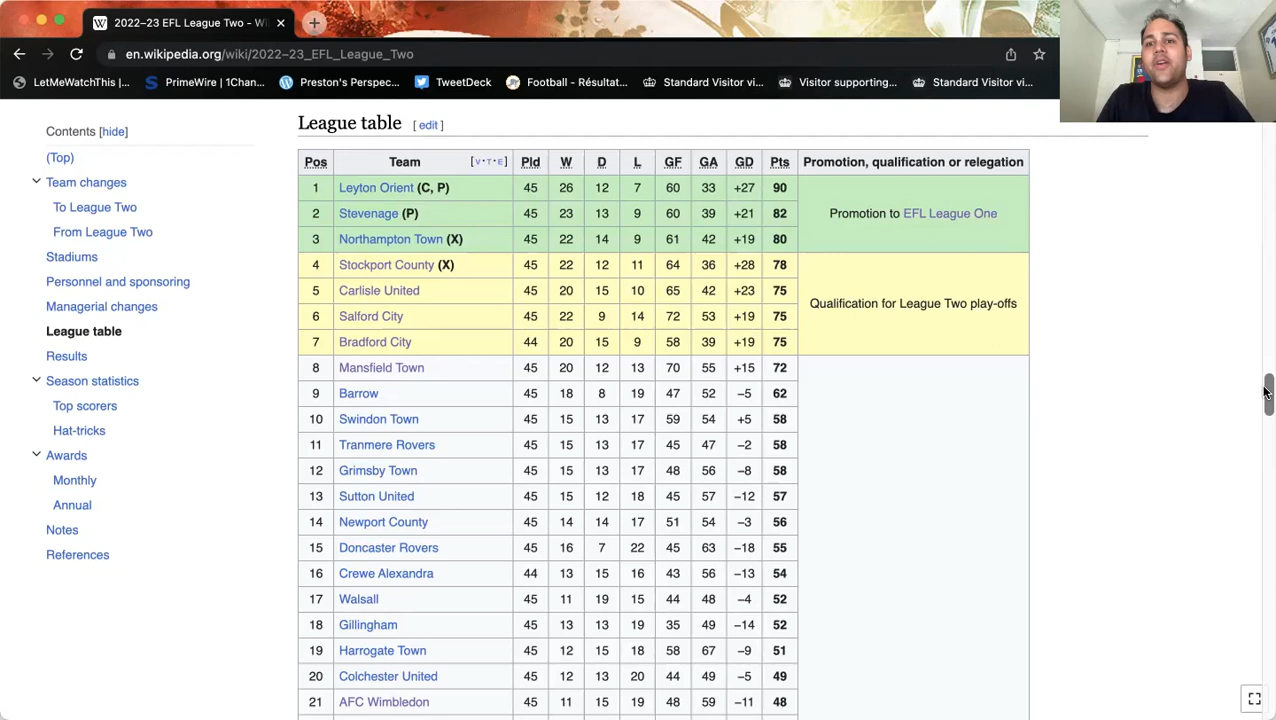 2022–23 EFL League Two - Wi
en.wikipedia.org/wiki/2022–23_EFL_League_Two
LetMeWatchThis |... PrimeWire | 1Chan... Preston's Perspec... TweetDeck Football - Résultat... Standard Visitor vi... Visitor supporting... Standard Visitor vi...
Contents [hide]
(Top)
Team changes
To League Two
From League Two
Stadiums
Personnel and sponsoring
Managerial changes
League table
Results
Season statistics
Top scorers
Hat-tricks
Awards
Monthly
Annual
Notes
References
League table [ edit ]
Pos Team [V·T·E] Pld W D L GF GA GD Pts Promotion, qualification or relegation
1 Leyton Orient (C, P) 45 26 12 7 60 33 +27 90
2 Stevenage (P) 45 23 13 9 60 39 +21 82 Promotion to EFL League One
3 Northampton Town (X) 45 22 14 9 61 42 +19 80
4 Stockport County (X) 45 22 12 11 64 36 +28 78
5 Carlisle United 45 20 15 10 65 42 +23 75
Qualification for League Two play-offs
6 Salford City 45 22 9 14 72 53 +19 75
7 Bradford City 44 20 15 9 58 39 +19 75
8 Mansfield Town 45 20 12 13 70 55 +15 72
9 Barrow 45 18 8 19 47 52 −5 62
10 Swindon Town 45 15 13 17 59 54 +5 58
11 Tranmere Rovers 45 15 13 17 45 47 −2 58
12 Grimsby Town 45 15 13 17 48 56 −8 58
13 Sutton United 45 15 12 18 45 57 −12 57
14 Newport County 45 14 14 17 51 54 −3 56
15 Doncaster Rovers 45 16 7 22 45 63 −18 55
16 Crewe Alexandra 44 13 15 16 43 56 −13 54
17 Walsall 45 11 19 15 44 48 −4 52
18 Gillingham 45 13 13 19 35 49 −14 52
19 Harrogate Town 45 12 15 18 58 67 −9 51
20 Colchester United 45 12 13 20 44 49 −5 49
21 AFC Wimbledon 45 11 15 19 48 59 −11 48